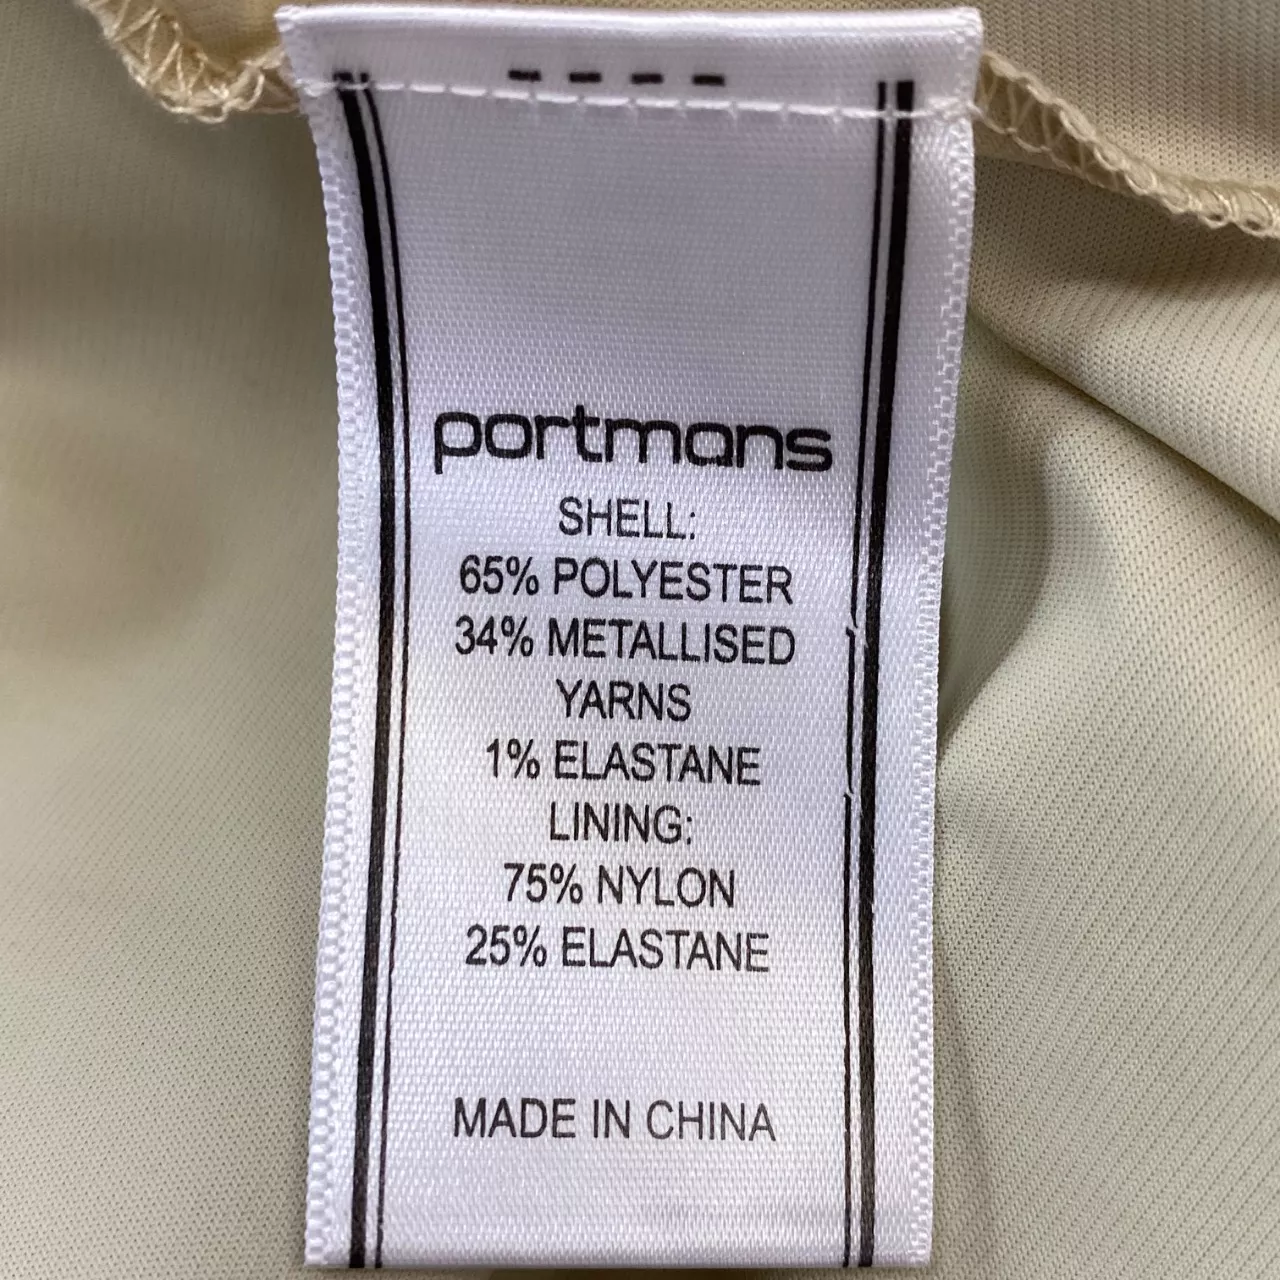 portmans
SHELL:
65% POLYESTER
34% METALLISED
YARNS
1% ELASTANE
LINING:
75% NYLON
25% ELASTANE
MADE IN CHINA